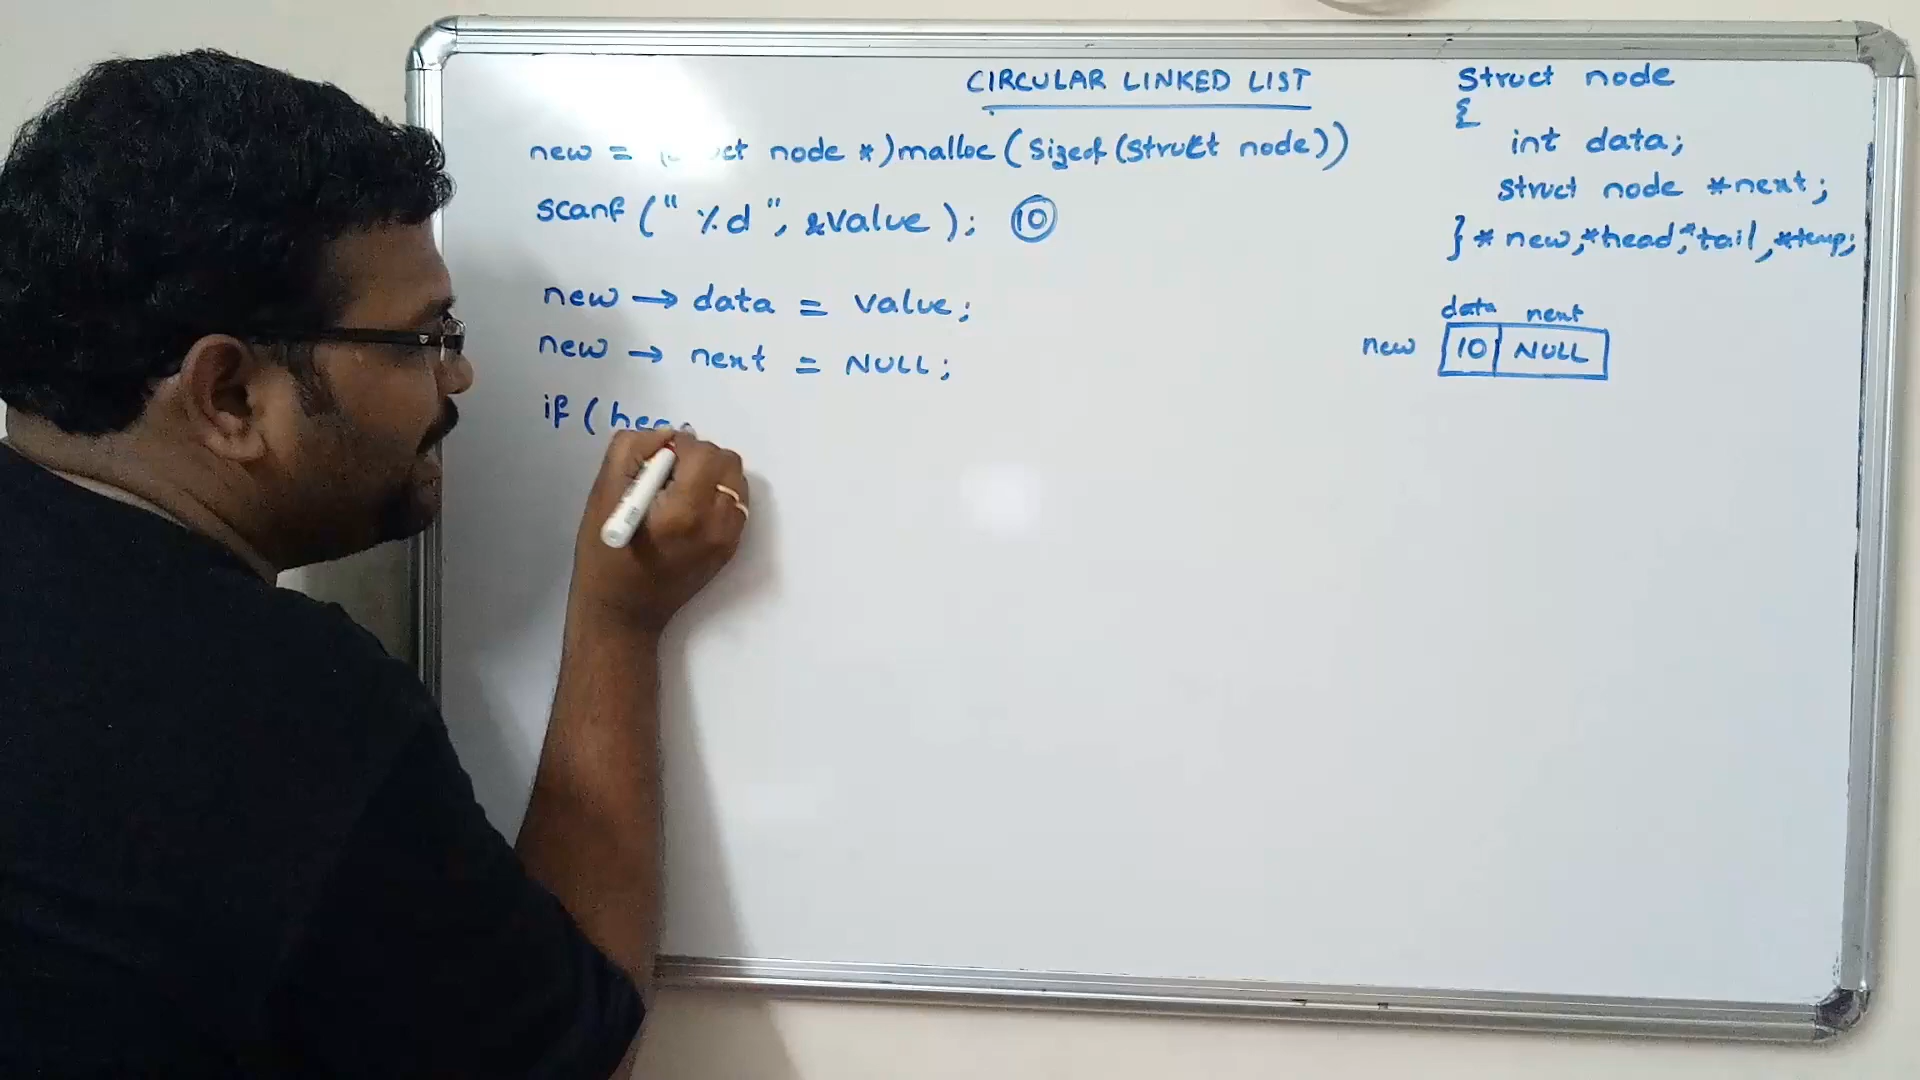 CIRCULAR LINKED LIST
new = ct node *)malloc(sizeof(struct node))
scanf("%d", &value); 10
new → data = value;
new → next = NULL;
if (hea
struct node
{
int data;
struct node *next;
}*new,*head,*tail,*temp;
data next
new 10 NULL